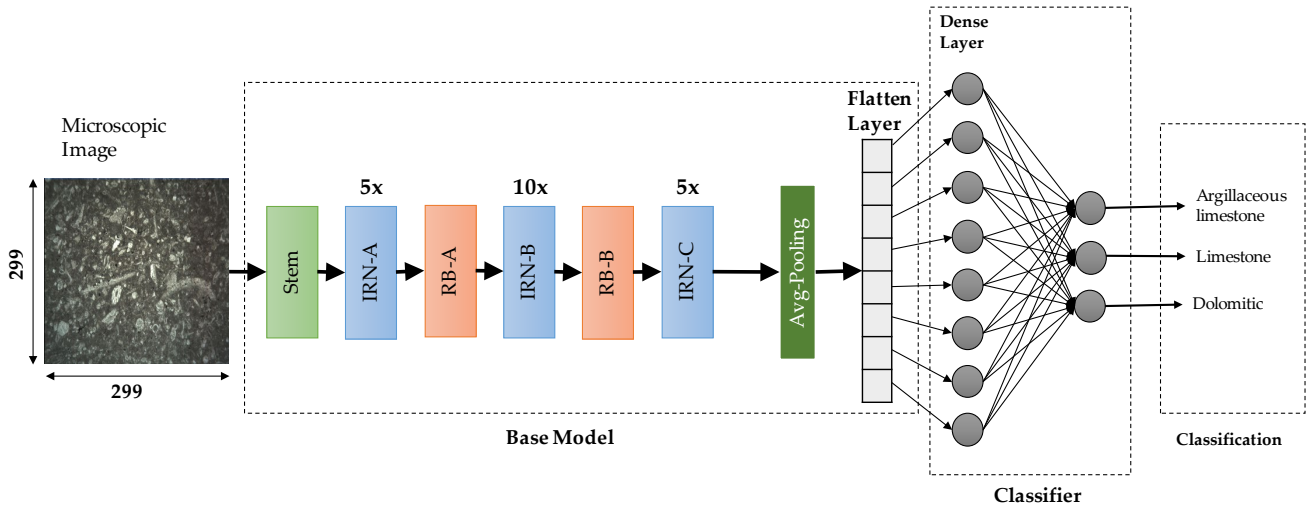 Microscopic
Image
299
299
Stem
5x
IRN-A
RB-A
10x
IRN-B
RB-B
5x
IRN-C
Avg-Pooling
Flatten
Layer
Base Model
Dense
Layer
Classifier
Argillaceous
limestone
Limestone
Dolomitic
Classification